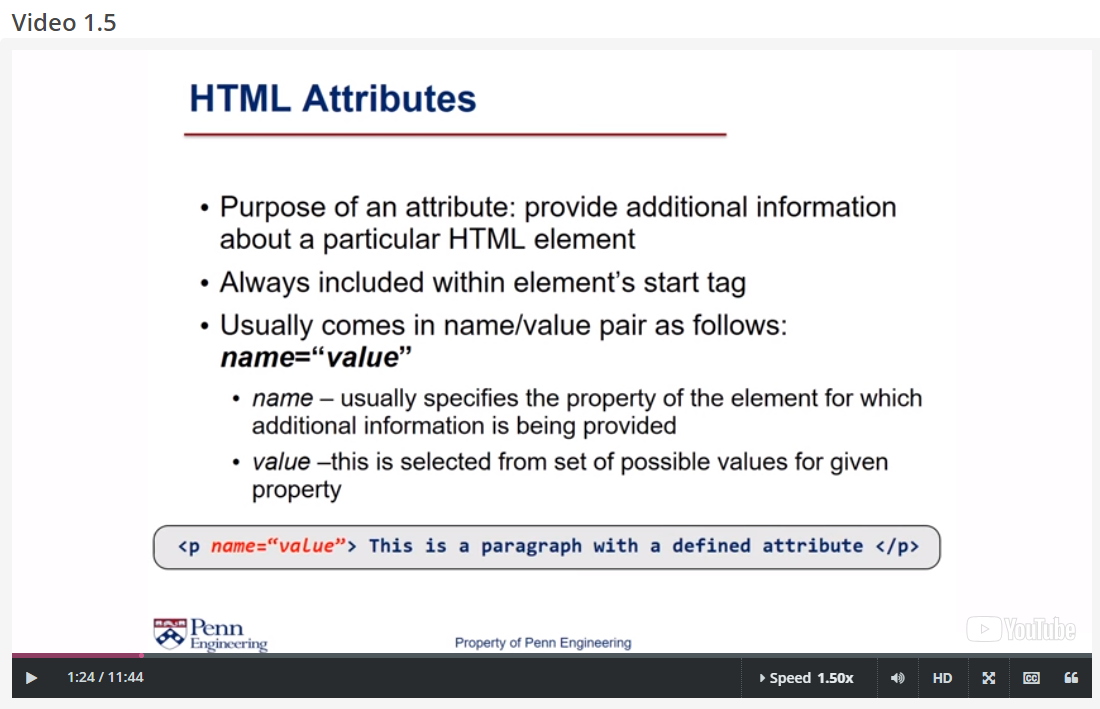 Video 1.5
HTML Attributes
• Purpose of an attribute: provide additional information
about a particular HTML element
• Always included within element’s start tag
• Usually comes in name/value pair as follows:
name=“value”
• name – usually specifies the property of the element for which
additional information is being provided
• value –this is selected from set of possible values for given
property
<p name=“value”> This is a paragraph with a defined attribute </p>
Penn
Engineering
Property of Penn Engineering
YouTube
1:24 / 11:44
Speed 1.50x
HD
CC